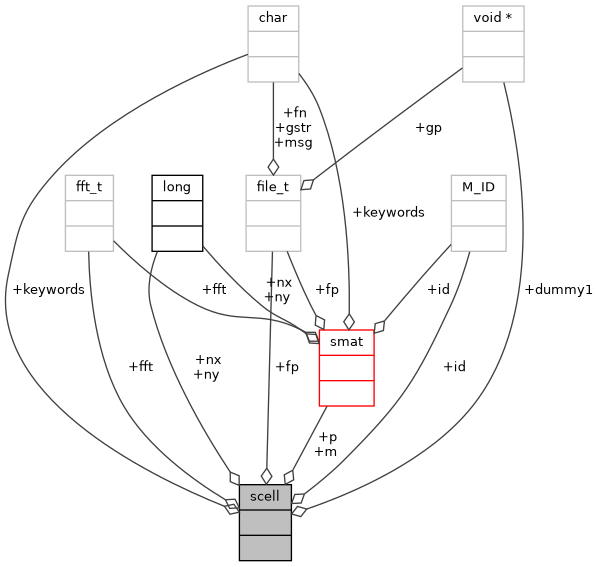 char
void *
+fn
+gstr
+msg
+gp
fft_t
long
file_t
M_ID
+keywords
+keywords
+fft
+nx
+ny
+fp
+id
+dummy1
smat
+nx
+ny
+fft
+fp
+id
+p
+m
scell